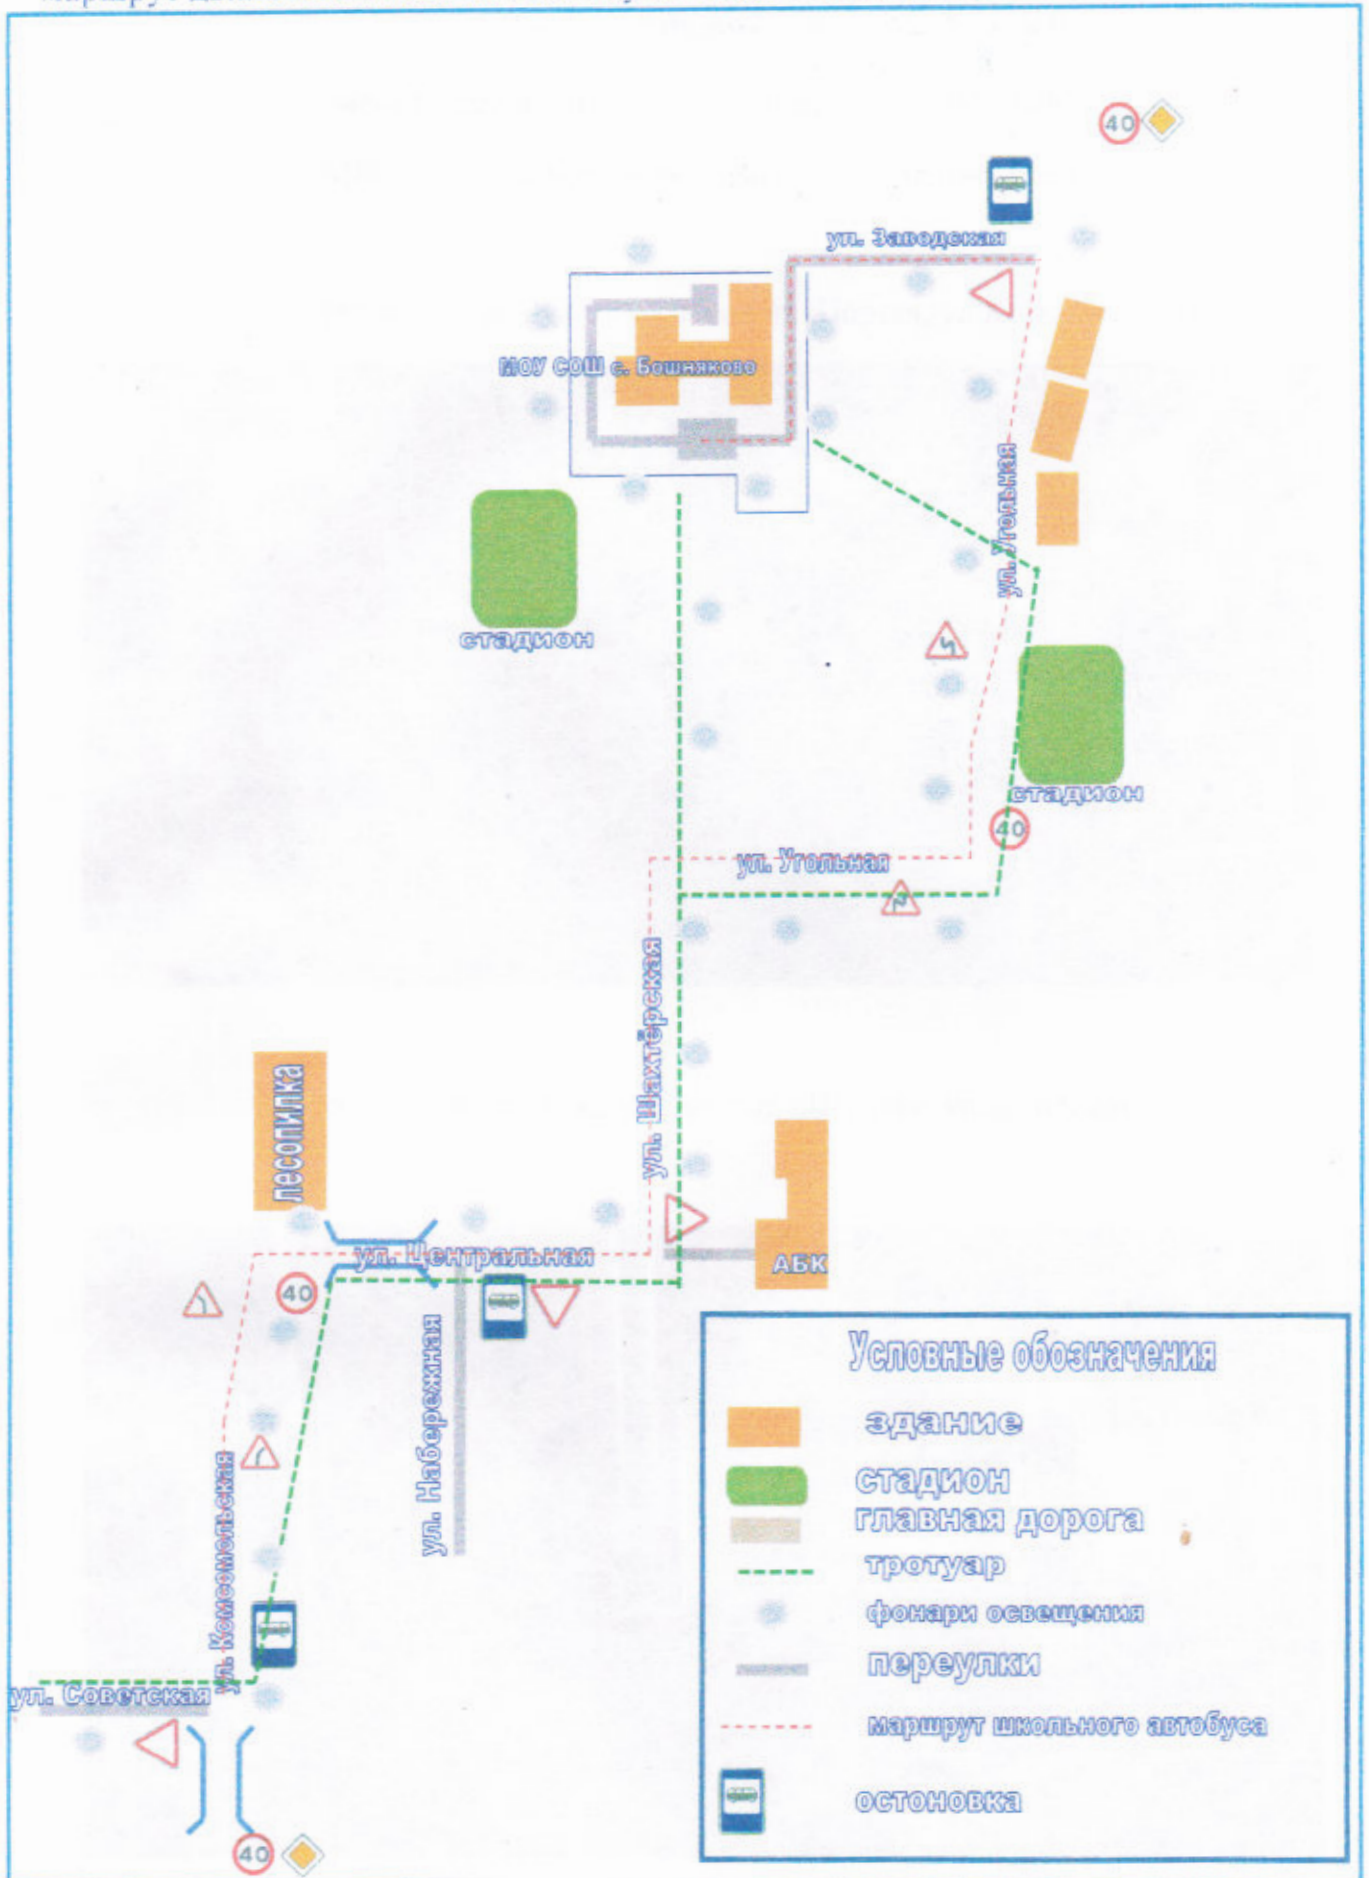 40
ул. Заводская
МОУ СОШ с. Бошняково
ул. Угольная
стадион
стадион
40
ул. Угольная
ул. Шахтёрская
лесопилка
ул. Центральная
АБК
40
ул. Набережная
ул. Комсомольская
ул. Советская
40
Условные обозначения
здание
стадион
главная дорога
тротуар
фонари освещения
переулки
маршрут школьного автобуса
остоновка